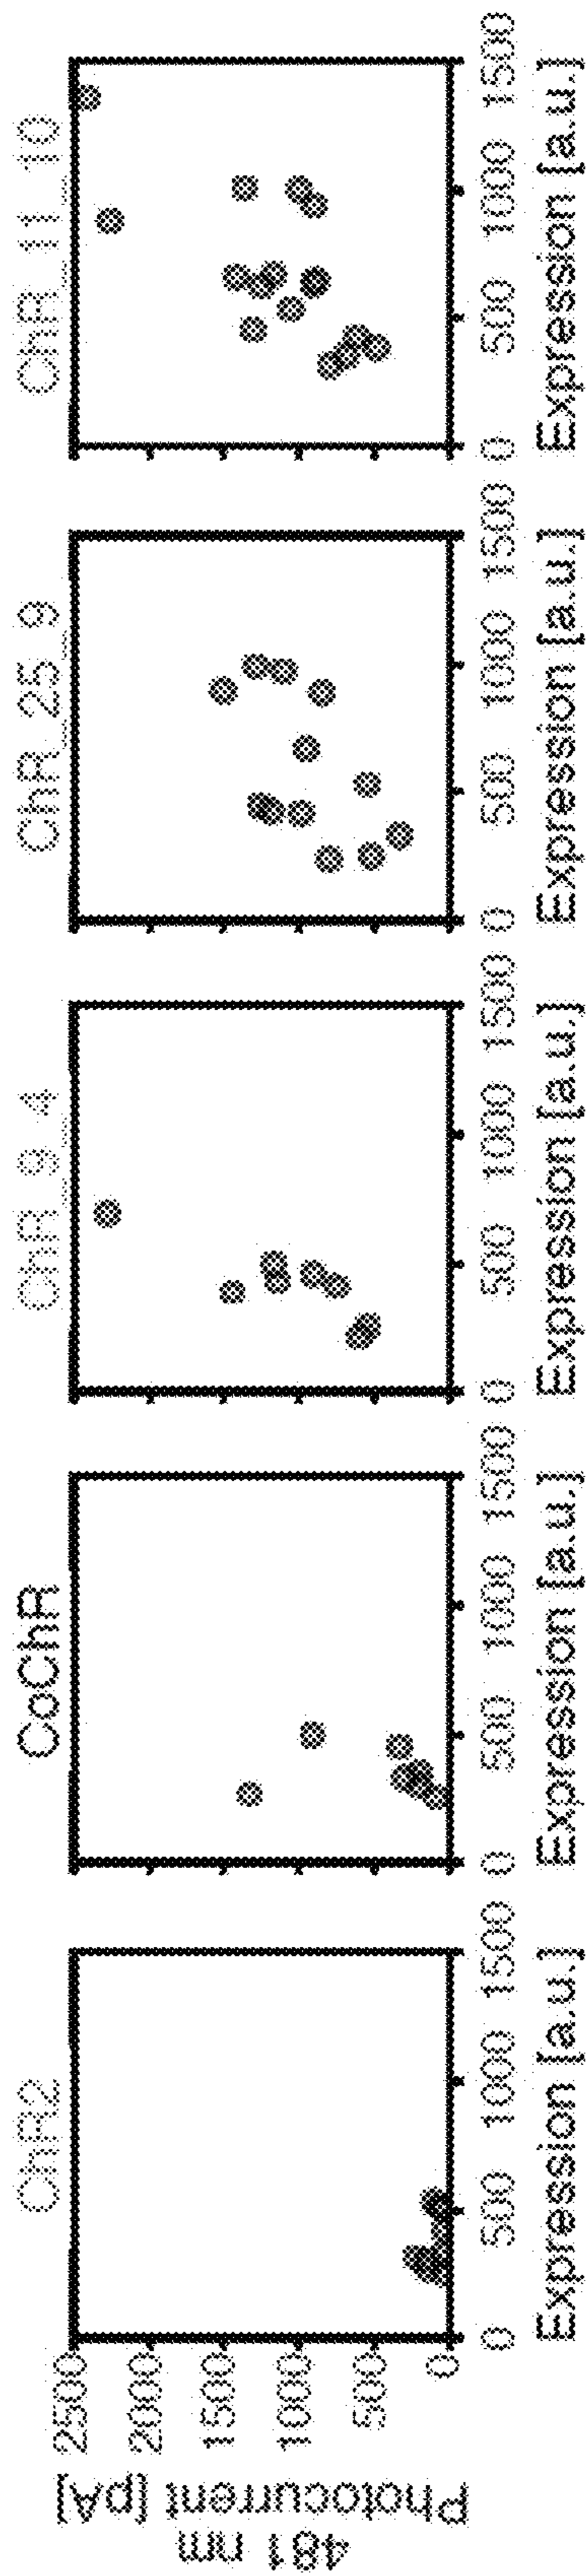 481 nm
Photocurrent [pA]
2500
2000
1500
1000
500
0
ChR2
0 500 1000 1500
Expression [a.u.]
CoChR
0 500 1000 1500
Expression [a.u.]
ChR_9_4
0 500 1000 1500
Expression [a.u.]
ChR_25_9
0 500 1000 1500
Expression [a.u.]
ChR_11_10
0 500 1000 1500
Expression [a.u.]